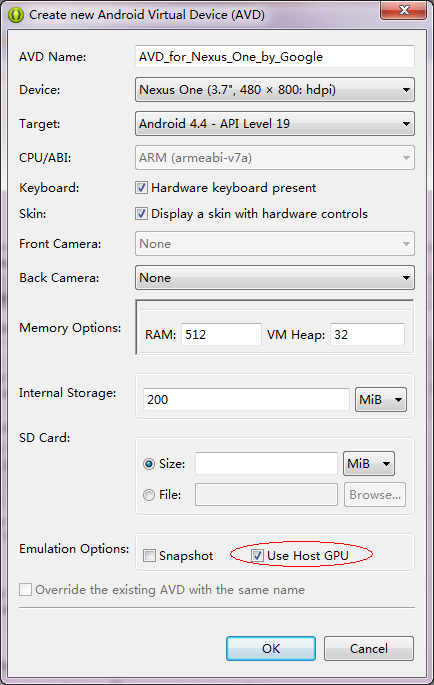 Create new Android Virtual Device (AVD)
AVD Name: AVD_for_Nexus_One_by_Google
Device: Nexus One (3.7", 480 × 800: hdpi)
Target: Android 4.4 - API Level 19
CPU/ABI: ARM (armeabi-v7a)
Keyboard: Hardware keyboard present
Skin: Display a skin with hardware controls
Front Camera: None
Back Camera: None
Memory Options: RAM: 512 VM Heap: 32
Internal Storage: 200 MiB
SD Card:
Size: MiB
File: Browse...
Emulation Options: Snapshot Use Host GPU
Override the existing AVD with the same name
OK Cancel